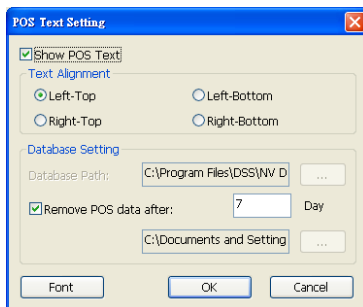 POS Text Setting
Show POS Text
Text Alignment
Left-Top Left-Bottom
Right-Top Right-Bottom
Database Setting
Database Path: C:\Program Files\DSS\NV D ...
Remove POS data after: 7 Day
C:\Documents and Setting ...
Font OK Cancel